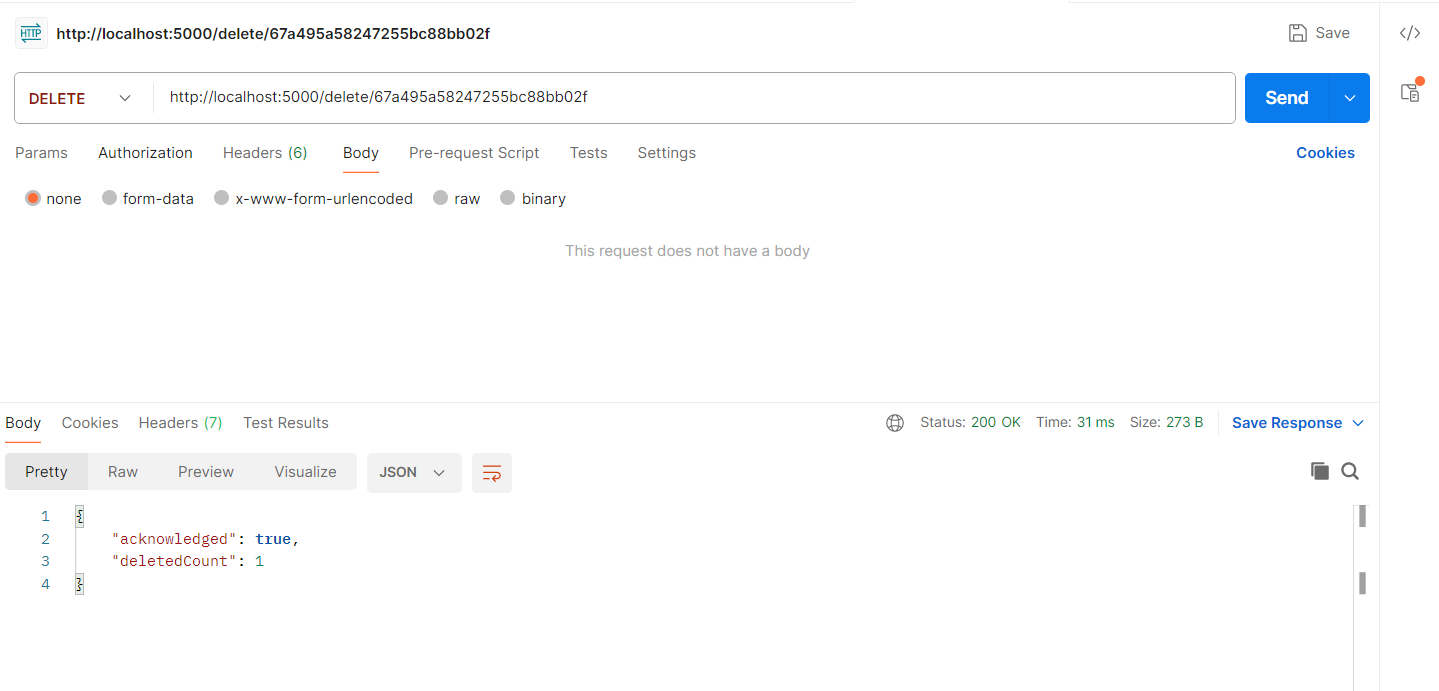 HTTP http://localhost:5000/delete/67a495a58247255bc88bb02f Save </>
DELETE http://localhost:5000/delete/67a495a58247255bc88bb02f Send
Params Authorization Headers (6) Body Pre-request Script Tests Settings Cookies
none form-data x-www-form-urlencoded raw binary
This request does not have a body
Body Cookies Headers (7) Test Results Status: 200 OK Time: 31 ms Size: 273 B Save Response
Pretty Raw Preview Visualize JSON
1 {
2 "acknowledged": true,
3 "deletedCount": 1
4 }